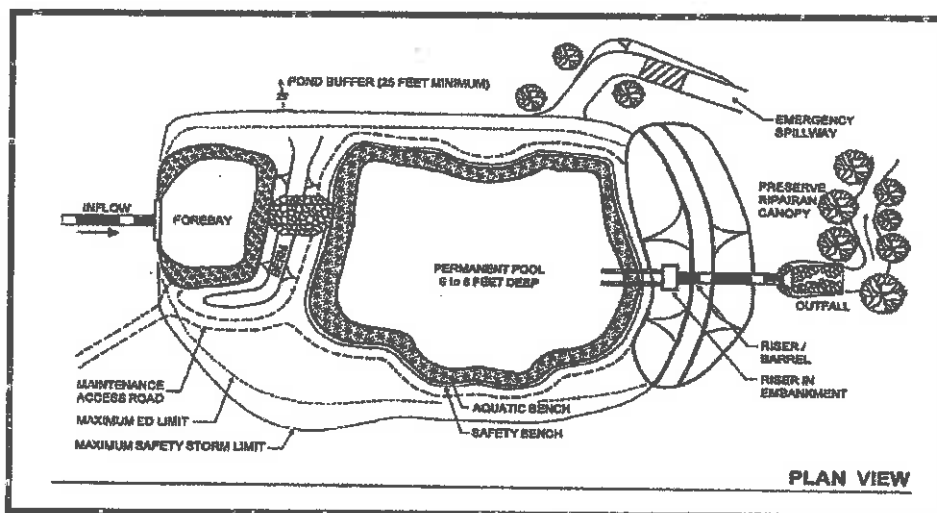 POND BUFFER (25 FEET MINIMUM)
25'
EMERGENCY
SPILLWAY
INFLOW
FOREBAY
PRESERVE
RIPAIRAN
CANOPY
PERMANENT POOL
6 to 8 FEET DEEP
OUTFALL
RISER /
BARREL
RISER IN
EMBANKMENT
MAINTENANCE
ACCESS ROAD
AQUATIC BENCH
MAXIMUM ED LIMIT
SAFETY BENCH
MAXIMUM SAFETY STORM LIMIT
PLAN VIEW